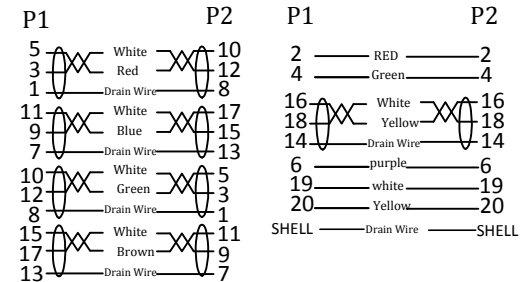 P1 P2
5 White 10
3 Red 12
1 Drain Wire 8
11 White 17
9 Blue 15
7 Drain Wire 13
10 White 5
12 Green 3
8 Drain Wire 1
15 White 11
17 Brown 9
13 Drain Wire 7
P1 P2
2 RED 2
4 Green 4
16 White 16
18 Yellow 18
14 Drain Wire 14
6 purple 6
19 white 19
20 Yellow 20
SHELL Drain Wire SHELL